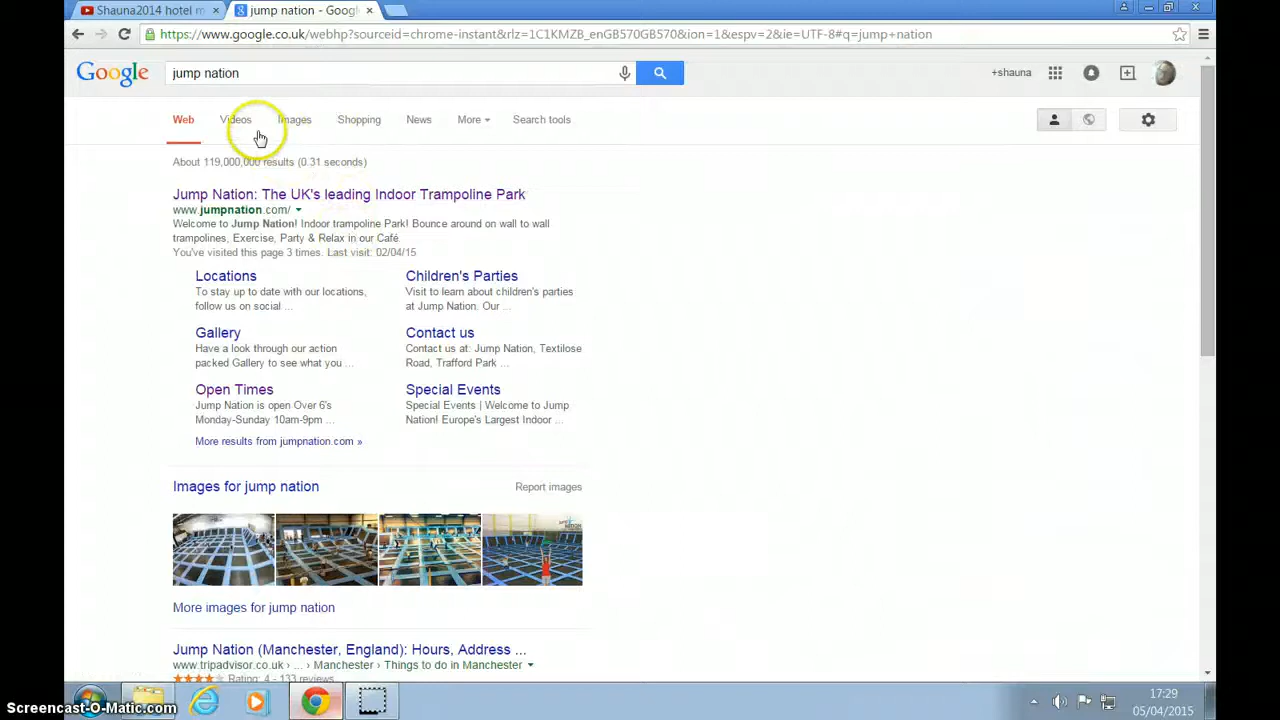 Shauna2014 hotel m
jump nation - Goog
https://www.google.co.uk/webhp?sourceid=chrome-instant&rlz=1C1KMZB_enGB570GB570&ion=1&espv=2&ie=UTF-8#q=jump+nation
Google
jump nation
+shauna
Web Videos Images Shopping News More Search tools
About 119,000,000 results (0.31 seconds)
Jump Nation: The UK's leading Indoor Trampoline Park
www.jumpnation.com/
Welcome to Jump Nation! Indoor trampoline Park! Bounce around on wall to wall
trampolines, Exercise, Party & Relax in our Café.
You've visited this page 3 times. Last visit: 02/04/15
Locations
To stay up to date with our locations,
follow us on social ...
Children's Parties
Visit to learn about children's parties
at Jump Nation. Our ...
Gallery
Have a look through our action
packed Gallery to see what you ...
Contact us
Contact us at: Jump Nation, Textilose
Road, Trafford Park ...
Open Times
Jump Nation is open Over 6's
Monday-Sunday 10am-9pm ...
Special Events
Special Events | Welcome to Jump
Nation! Europe's Largest Indoor ...
More results from jumpnation.com »
Images for jump nation
Report images
More images for jump nation
Jump Nation (Manchester, England): Hours, Address ...
www.tripadvisor.co.uk › ... › Manchester › Things to do in Manchester
Rating: 4 - 133 reviews
17:29
05/04/2015
Screencast-O-Matic.com